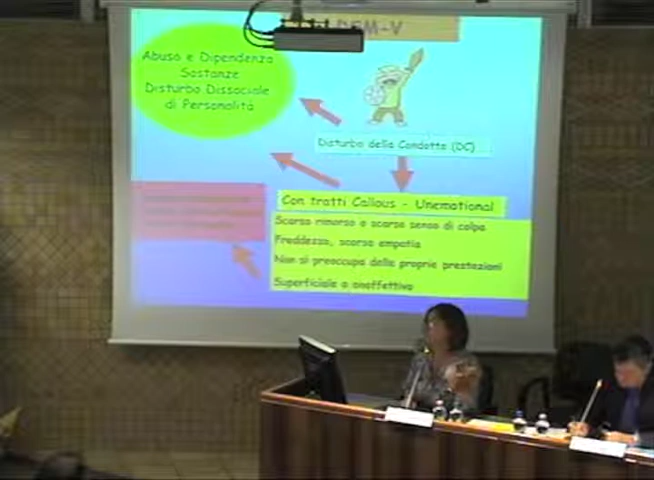 DSM-V
Abuso e Dipendenza
Sostanze
Disturbo Dissociale
di Personalità
Disturbo della Condotta (DC)
Con tratti Callous - Unemotional
Scarso rimorso o scarso senso di colpa
Freddezza, scarsa empatia
Non si preoccupa delle proprie prestazioni
Superficiale o anaffettivo